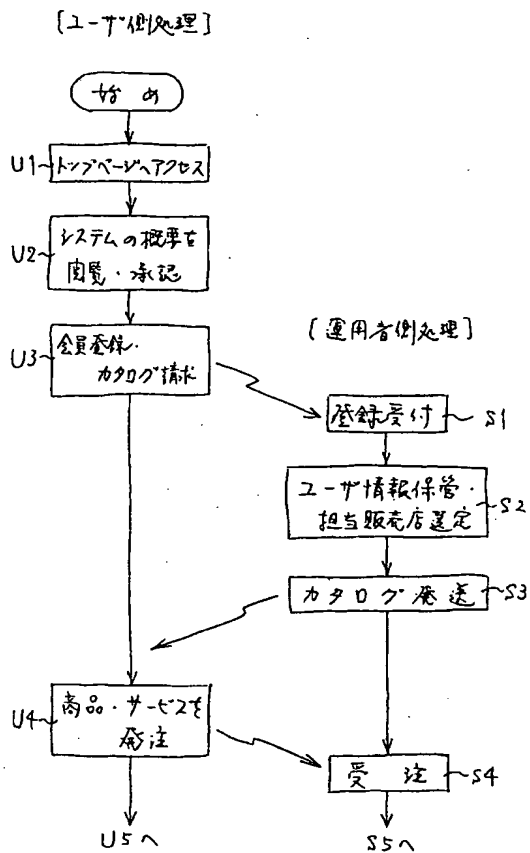 [ユーザ側処理]
始め
U1
トップページへアクセス
U2
システムの概要を
閲覧・承認
U3
会員登録・
カタログ請求
[運用者側処理]
登録受付
S1
ユーザ情報保管・
担当販売店選定
S2
カタログ発送
S3
U4
商品・サービスを
発注
受注
S4
U5へ
S5へ